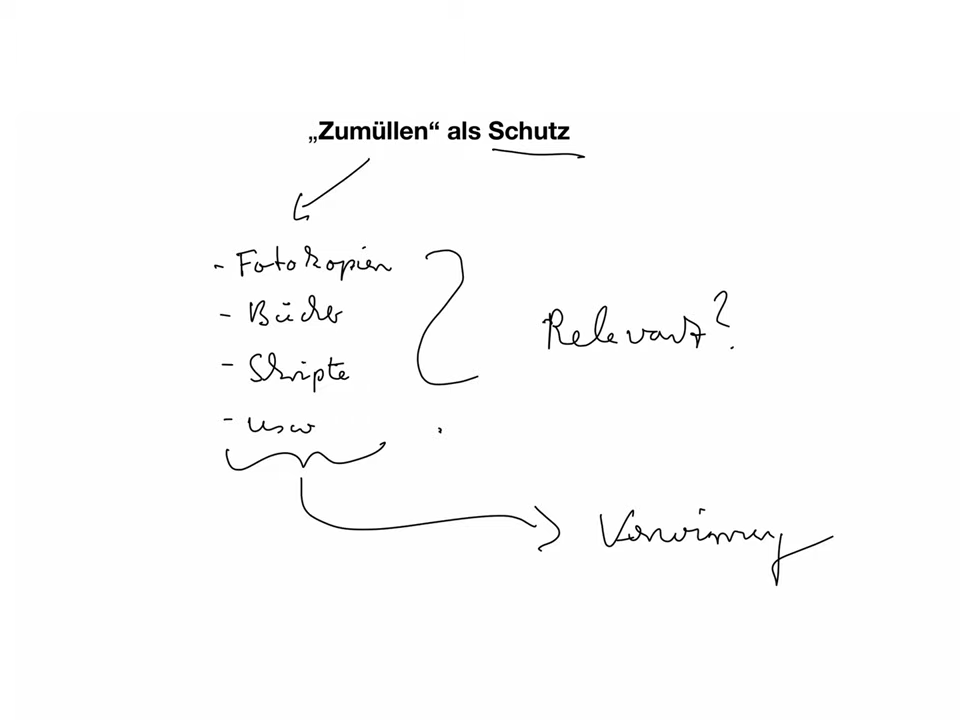 „Zumüllen“ als Schutz
- Fotokopien
- Bücher
- Skripte
- usw
Relevant?
Verwirrung